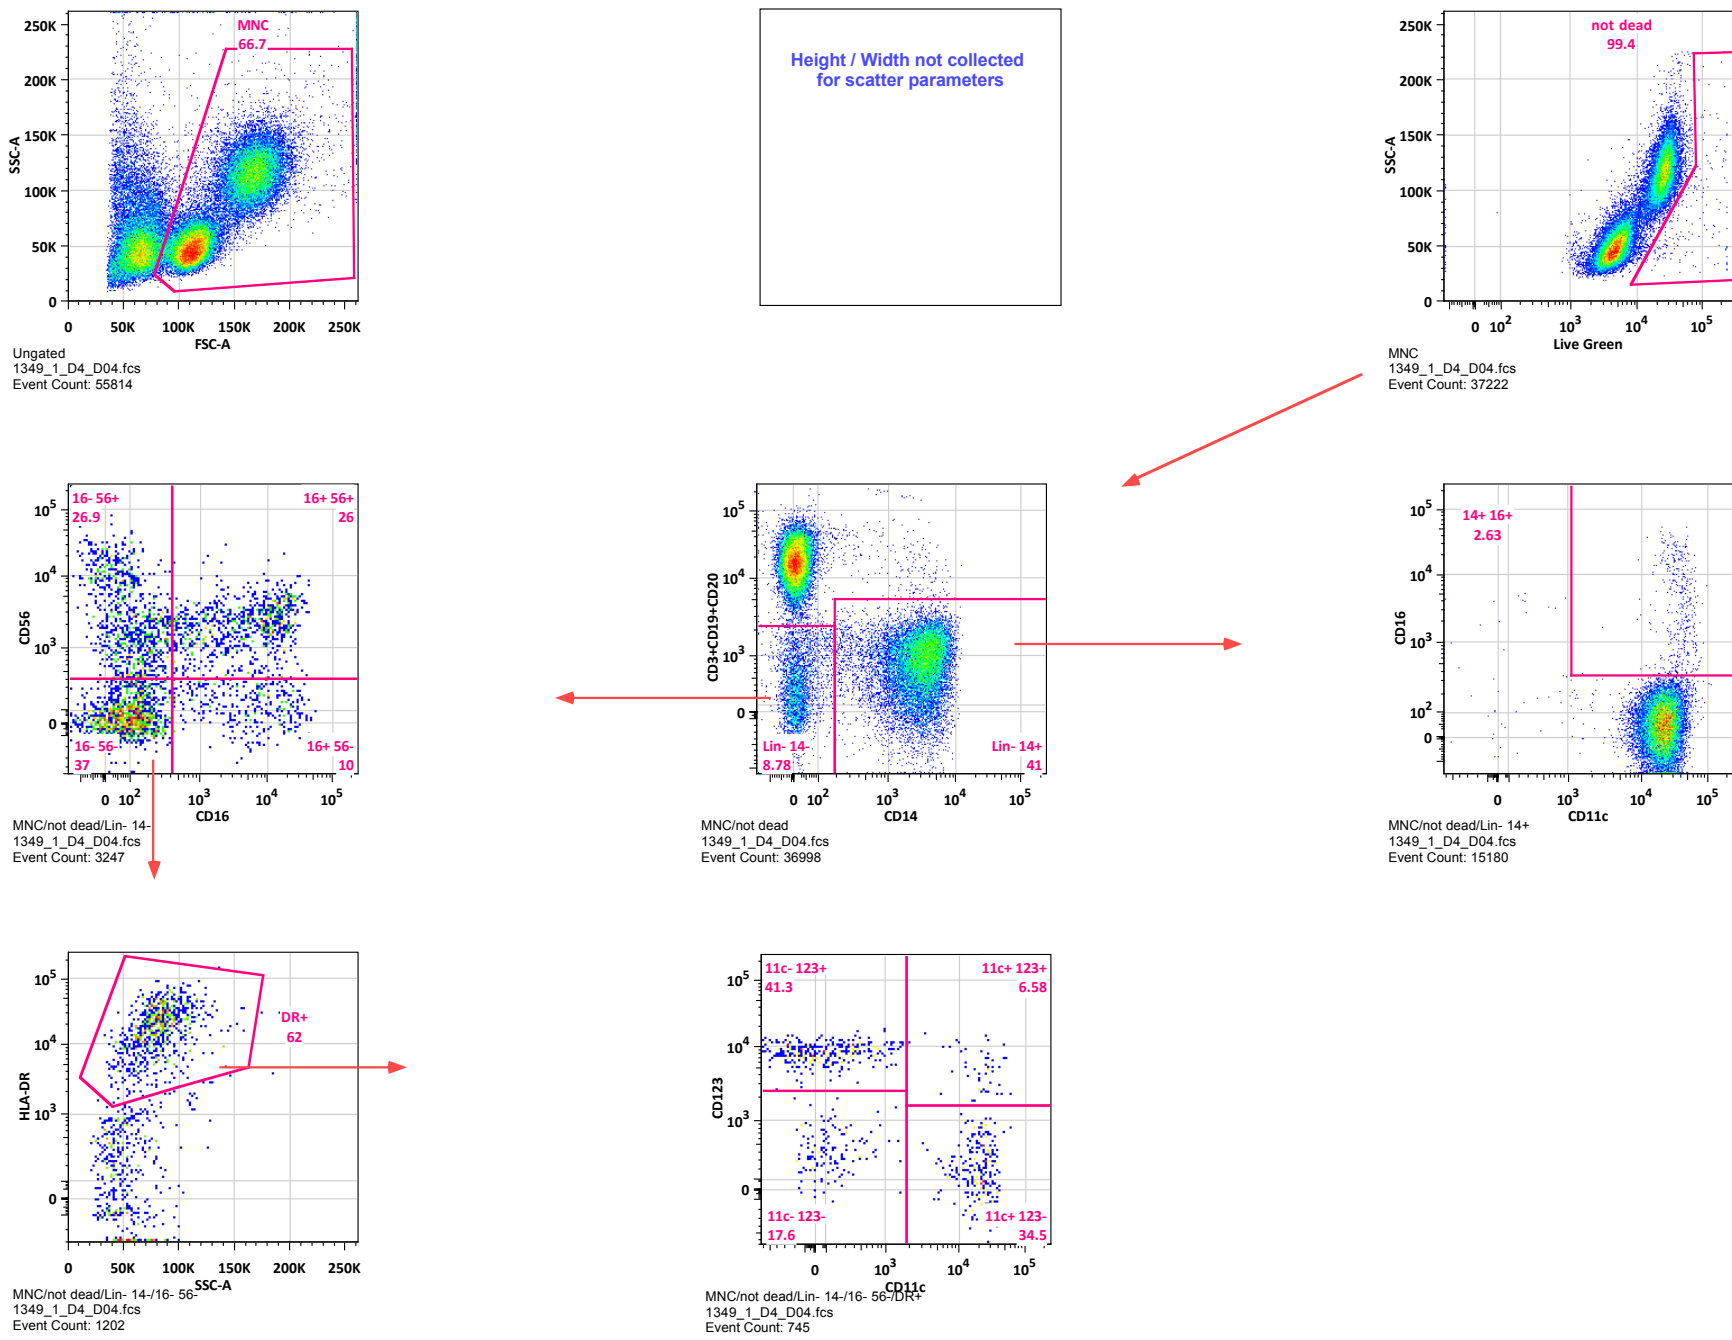 250K
200K
150K
100K
50K
0
SSC-A
MNC
66.7
0 50K 100K 150K 200K 250K
FSC-A
Ungated
1349_1_D4_D04.fcs
Event Count: 55814
Height / Width not collected
for scatter parameters
250K
200K
150K
100K
50K
0
SSC-A
not dead
99.4
0 10^2 10^3 10^4 10^5
Live Green
MNC
1349_1_D4_D04.fcs
Event Count: 37222
10^5
10^4
10^3
0
CD56
16- 56+
26.9
16+ 56+
26
16- 56-
37
16+ 56-
10
0 10^2 10^3 10^4 10^5
CD16
MNC/not dead/Lin- 14-
1349_1_D4_D04.fcs
Event Count: 3247
10^5
10^4
10^3
0
CD3+CD19+CD20
Lin- 14-
8.78
Lin- 14+
41
0 10^2 10^3 10^4 10^5
CD14
MNC/not dead
1349_1_D4_D04.fcs
Event Count: 36998
10^5
10^4
10^3
10^2
0
CD16
14+ 16+
2.63
0 10^3 10^4 10^5
CD11c
MNC/not dead/Lin- 14+
1349_1_D4_D04.fcs
Event Count: 15180
10^5
10^4
10^3
0
HLA-DR
DR+
62
0 50K 100K 150K 200K 250K
SSC-A
MNC/not dead/Lin- 14-/16- 56-
1349_1_D4_D04.fcs
Event Count: 1202
10^5
10^4
10^3
0
CD123
11c- 123+
41.3
11c+ 123+
6.58
11c- 123-
17.6
11c+ 123-
34.5
0 10^3 10^4 10^5
CD11c
MNC/not dead/Lin- 14-/16- 56-/DR+
1349_1_D4_D04.fcs
Event Count: 745